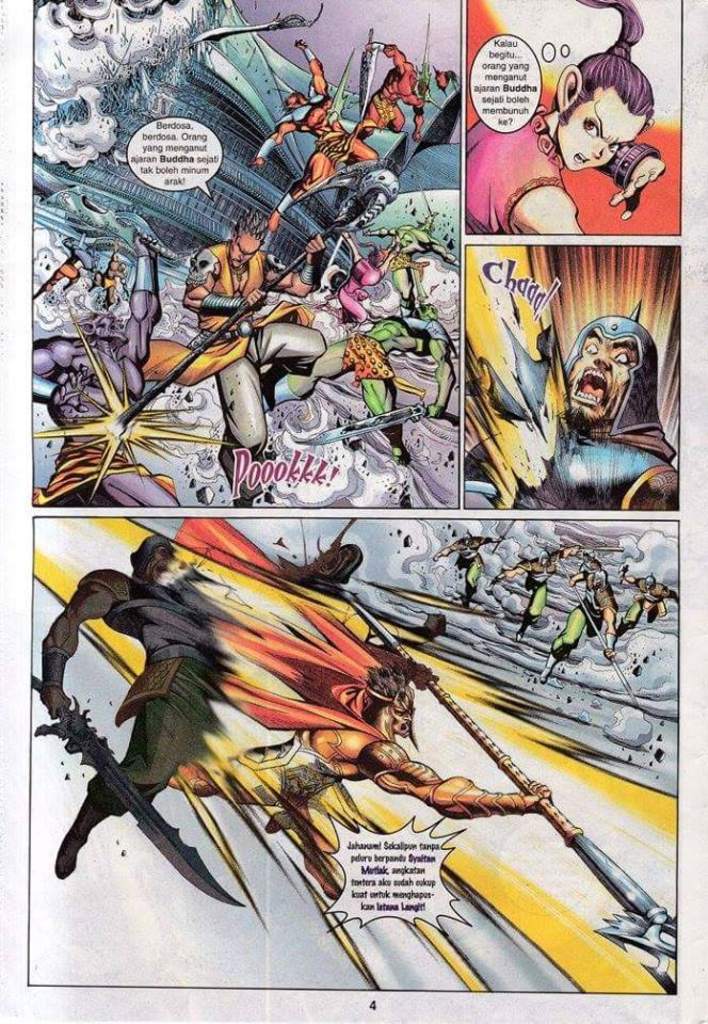 Berdosa,
berdosa. Orang
yang menganut
ajaran Buddha sejati
tak boleh minum
arak!
Kalau
begitu...
orang yang
menganut
ajaran Buddha
sejati boleh
membunuh
ke?
Poookkk!
Chaaa!
Jahanam! Sekalipun tanpa
peluru berpandu Syaitan
Mutlak, angkatan
tentera aku sudah cukup
kuat untuk menghapus-
kan Istana Langit!
4